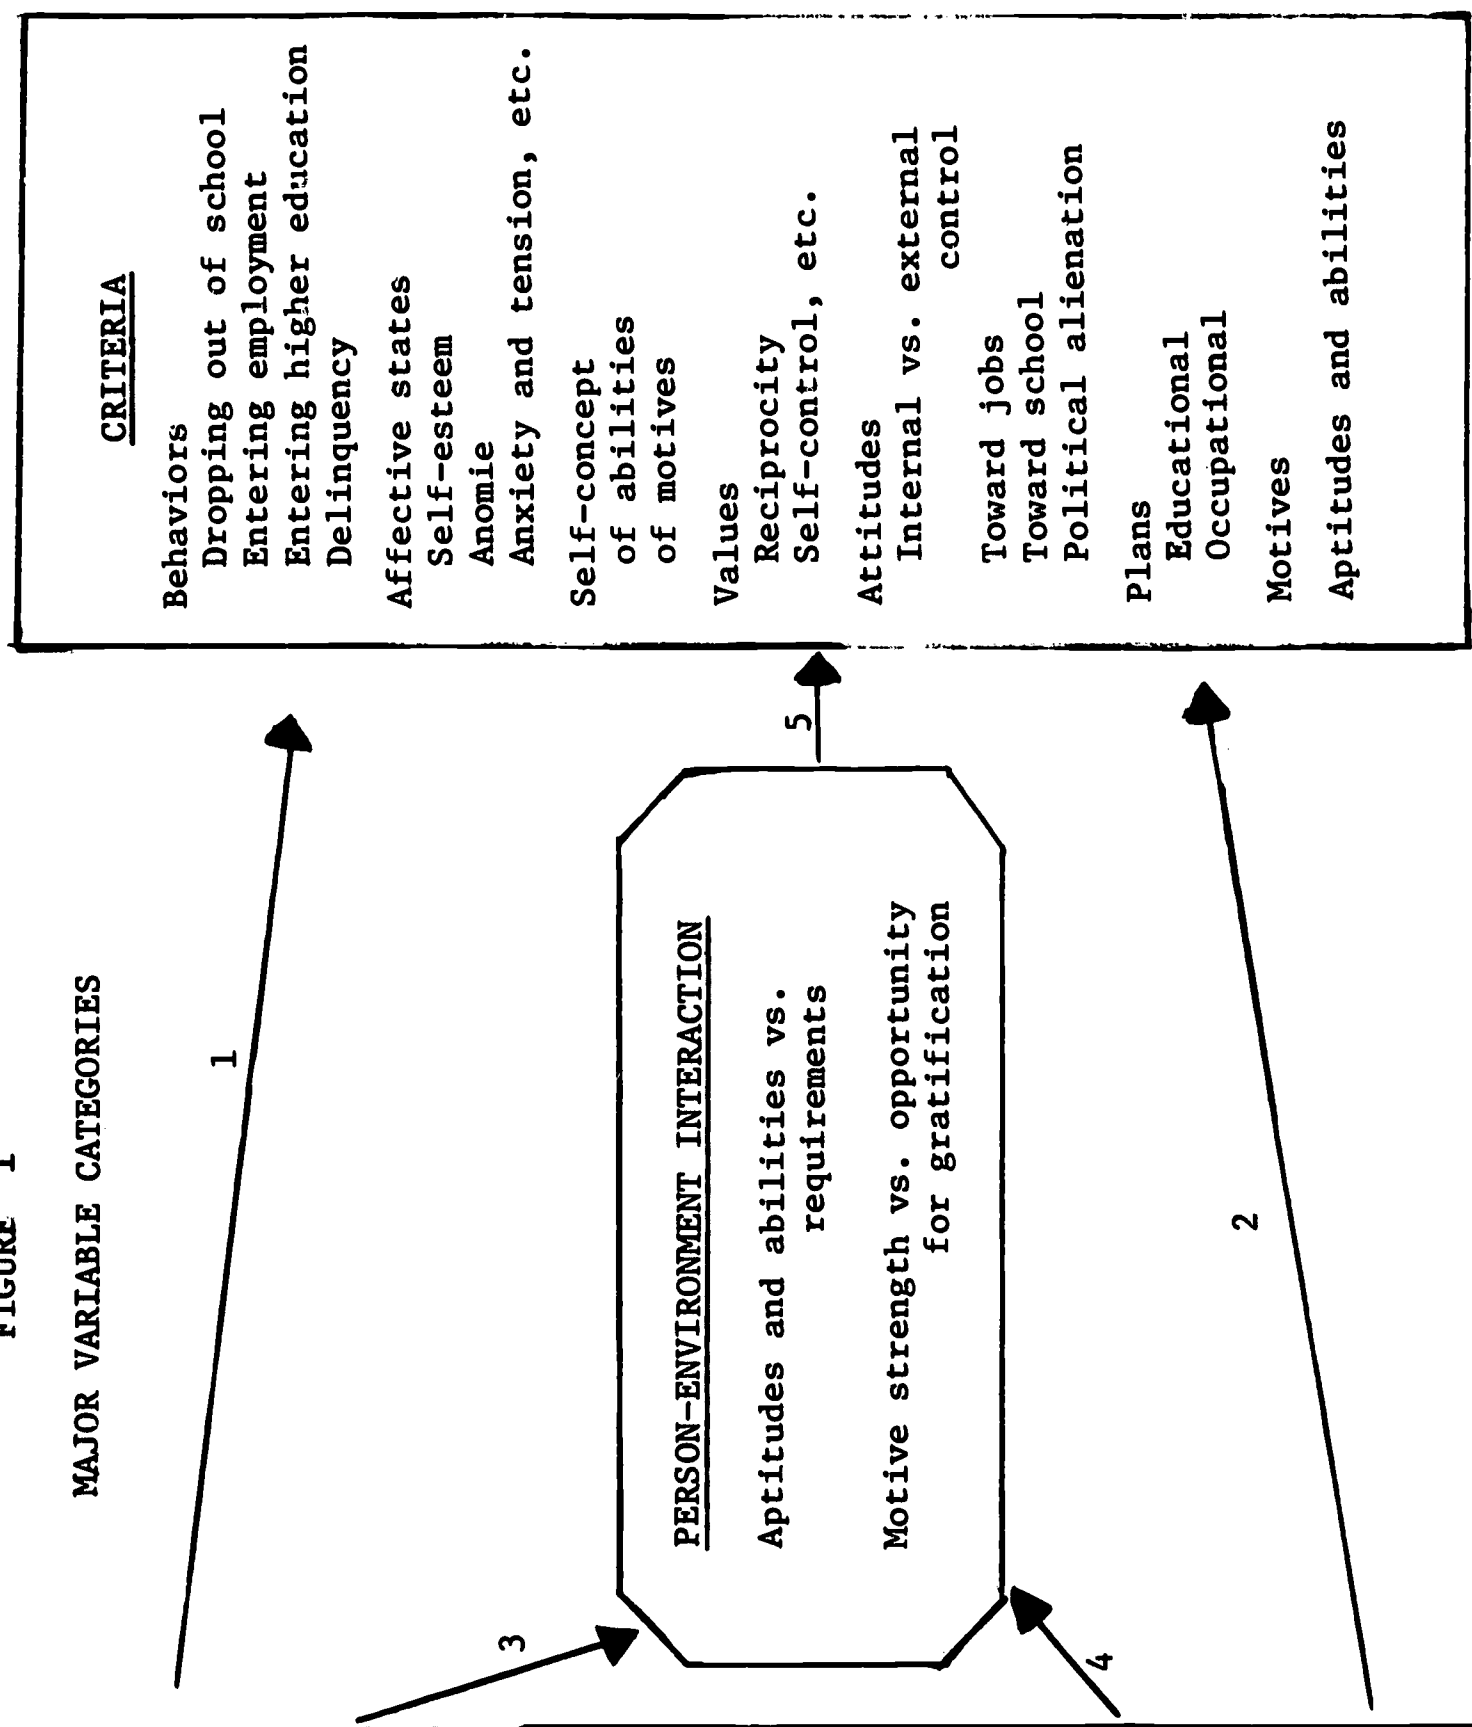 FIGURE 1
MAJOR VARIABLE CATEGORIES
1
3
PERSON-ENVIRONMENT INTERACTION
Aptitudes and abilities vs.
requirements
Motive strength vs. opportunity
for gratification
4
2
5
CRITERIA
Behaviors
Dropping out of school
Entering employment
Entering higher education
Delinquency
Affective states
Self-esteem
Anomie
Anxiety and tension, etc.
Self-concept
of abilities
of motives
Values
Reciprocity
Self-control, etc.
Attitudes
Internal vs. external
control
Toward jobs
Toward school
Political alienation
Plans
Educational
Occupational
Motives
Aptitudes and abilities